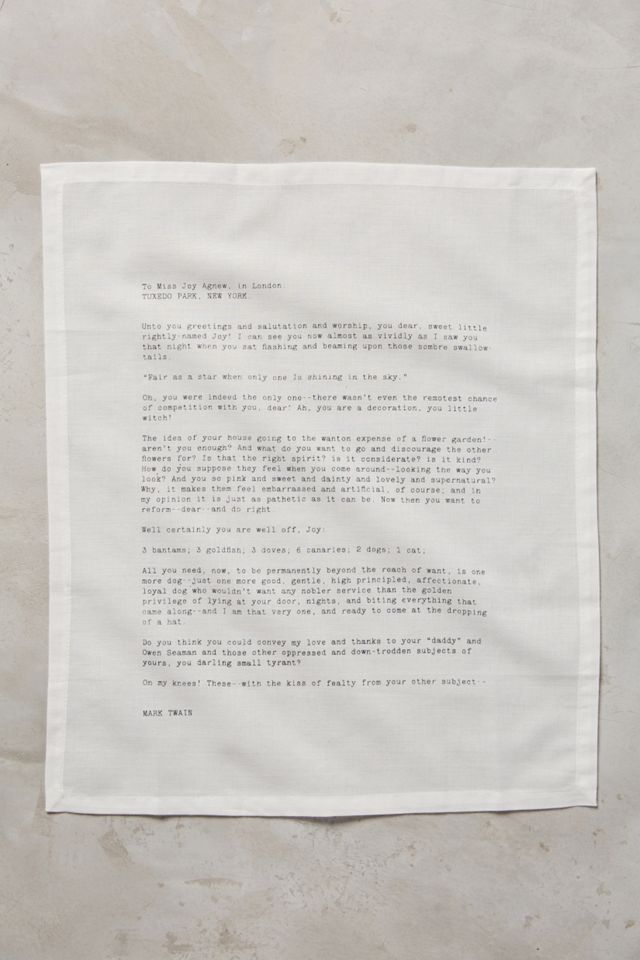 To Miss Joy Agnew, in London.
TUXEDO PARK, NEW YORK.
Unto you greetings and salutation and worship, you dear, sweet little
rightly-named Joy! I can see you now almost as vividly as I saw you
that night when you sat flashing and beaming upon those sombre swallow-
tails.
"Fair as a star when only one Is shining in the sky."
Oh, you were indeed the only one--there wasn't even the remotest chance
of competition with you, dear! Ah, you are a decoration, you little
witch!
The idea of your house going to the wanton expense of a flower garden!--
aren't you enough? And what do you want to go and discourage the other
flowers for? Is that the right spirit? is it considerate? is it kind?
How do you suppose they feel when you come around--looking the way you
look? And you so pink and sweet and dainty and lovely and supernatural?
Why, it makes them feel embarrassed and artificial, of course; and in
my opinion it is just as pathetic as it can be. Now then you want to
reform--dear--and do right.
Well certainly you are well off, Joy:
3 bantams; 3 goldfish; 3 doves; 6 canaries; 2 dogs; 1 cat;
All you need, now, to be permanently beyond the reach of want, is one
more dog--just one more good, gentle, high principled, affectionate,
loyal dog who wouldn't want any nobler service than the golden
privilege of lying at your door, nights, and biting everything that
came along--and I am that very one, and ready to come at the dropping
of a hat.
Do you think you could convey my love and thanks to your "daddy" and
Owen Seaman and those other oppressed and down-trodden subjects of
yours, you darling small tyrant?
On my knees! These--with the kiss of fealty from your other subject--
MARK TWAIN